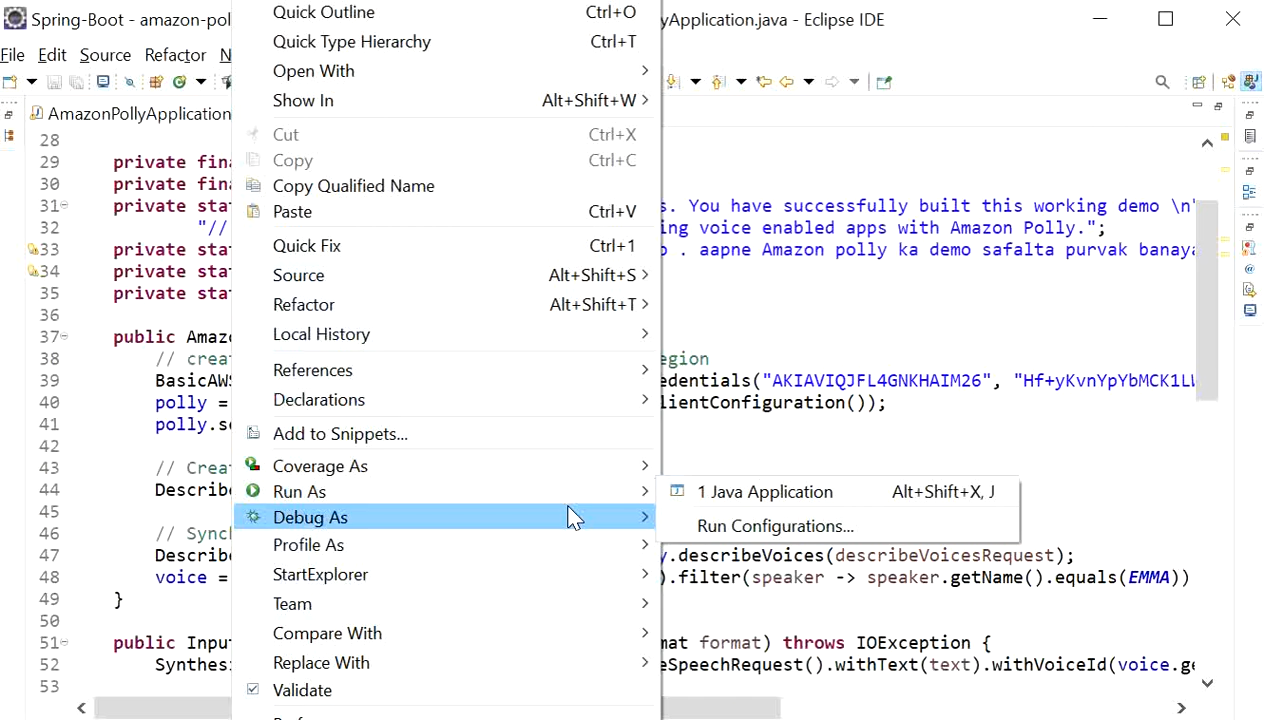 Spring-Boot - amazon-pol
yApplication.java - Eclipse IDE
File Edit Source Refactor N
AmazonPollyApplication
Quick Outline Ctrl+O
Quick Type Hierarchy Ctrl+T
Open With
Show In Alt+Shift+W
Cut Ctrl+X
Copy Ctrl+C
Copy Qualified Name
Paste Ctrl+V
Quick Fix Ctrl+1
Source Alt+Shift+S
Refactor Alt+Shift+T
Local History
References
Declarations
Add to Snippets...
Coverage As
Run As
Debug As
Profile As
StartExplorer
Team
Compare With
Replace With
Validate
1 Java Application Alt+Shift+X, J
Run Configurations...
28
29 private fina
30 private fina
31 private stat s. You have successfully built this working demo \n"
32 "// ing voice enabled apps with Amazon Polly.";
33 private stat p . aapne Amazon polly ka demo safalta purvak banaya
34 private stat
35 private stat
36
37 public Amazo
38 // creat egion
39 BasicAWS edentials("AKIAVIQJFL4GNKHAIM26", "Hf+yKvnYpYbMCK1LW
40 polly = lientConfiguration());
41 polly.se
42
43 // Creat
44 Describe
45
46 // Synch
47 Describe y.describeVoices(describeVoicesRequest);
48 voice = ).filter(speaker -> speaker.getName().equals(EMMA))
49 }
50
51 public Input mat format) throws IOException {
52 Synthesi eSpeechRequest().withText(text).withVoiceId(voice.ge
53